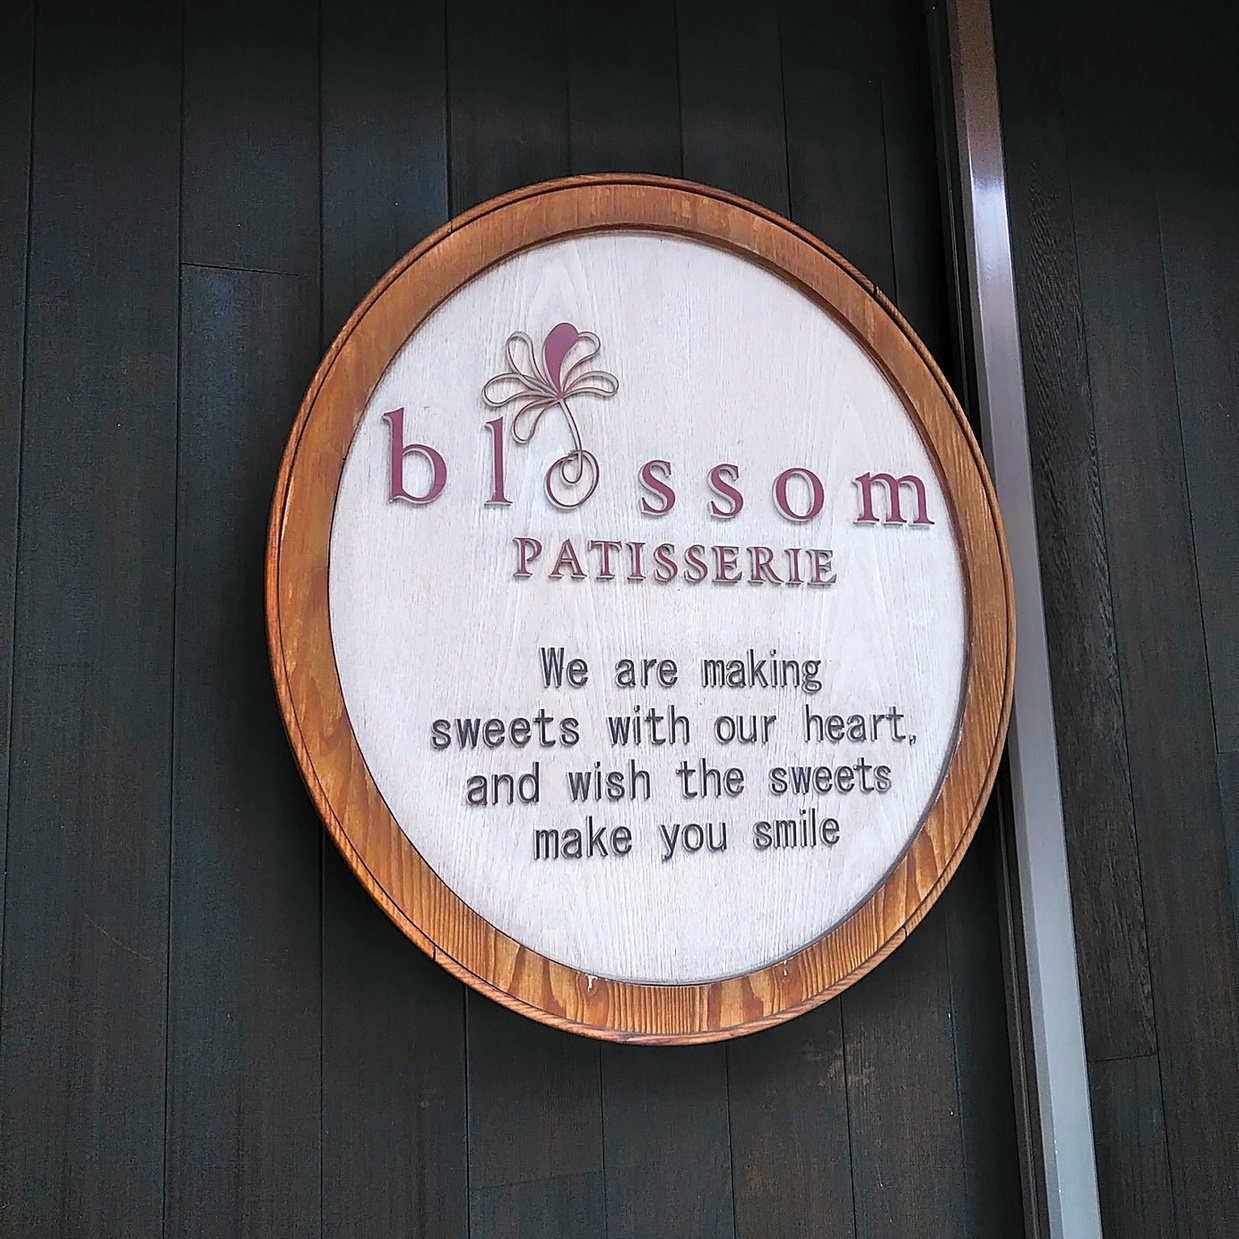 blossom
PATISSERIE
We are making
sweets with our heart,
and wish the sweets
make you smile